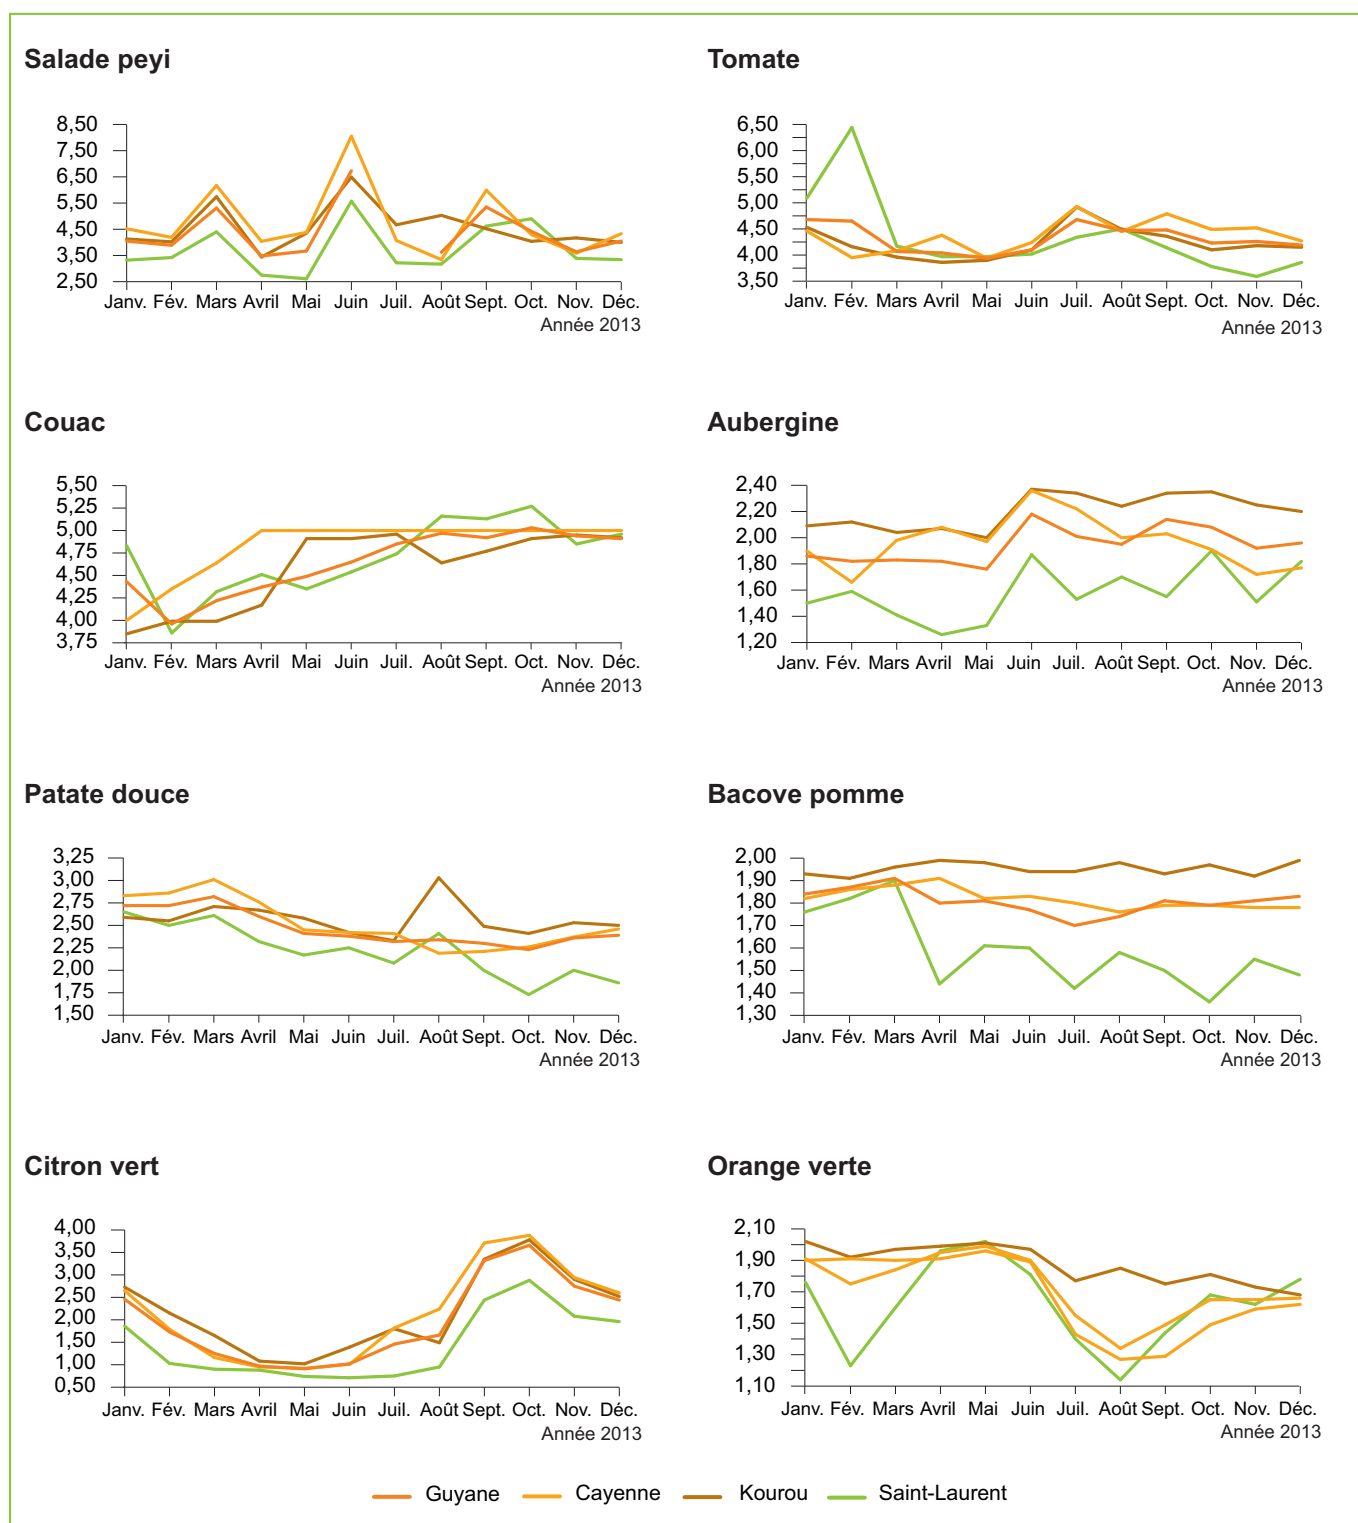 Salade peyi
8,50
7,50
6,50
5,50
4,50
3,50
2,50
Janv. Fév. Mars Avril Mai Juin Juil. Août Sept. Oct. Nov. Déc.
Année 2013
Tomate
6,50
6,00
5,50
5,00
4,50
4,00
3,50
Janv. Fév. Mars Avril Mai Juin Juil. Août Sept. Oct. Nov. Déc.
Année 2013
Couac
5,50
5,25
5,00
4,75
4,50
4,25
4,00
3,75
Janv. Fév. Mars Avril Mai Juin Juil. Août Sept. Oct. Nov. Déc.
Année 2013
Aubergine
2,40
2,20
2,00
1,80
1,60
1,40
1,20
Janv. Fév. Mars Avril Mai Juin Juil. Août Sept. Oct. Nov. Déc.
Année 2013
Patate douce
3,25
3,00
2,75
2,50
2,25
2,00
1,75
1,50
Janv. Fév. Mars Avril Mai Juin Juil. Août Sept. Oct. Nov. Déc.
Année 2013
Bacove pomme
2,00
1,90
1,80
1,70
1,60
1,50
1,40
1,30
Janv. Fév. Mars Avril Mai Juin Juil. Août Sept. Oct. Nov. Déc.
Année 2013
Citron vert
4,00
3,50
3,00
2,50
2,00
1,50
1,00
0,50
Janv. Fév. Mars Avril Mai Juin Juil. Août Sept. Oct. Nov. Déc.
Année 2013
Orange verte
2,10
1,90
1,70
1,50
1,30
1,10
Janv. Fév. Mars Avril Mai Juin Juil. Août Sept. Oct. Nov. Déc.
Année 2013
Guyane Cayenne Kourou Saint-Laurent